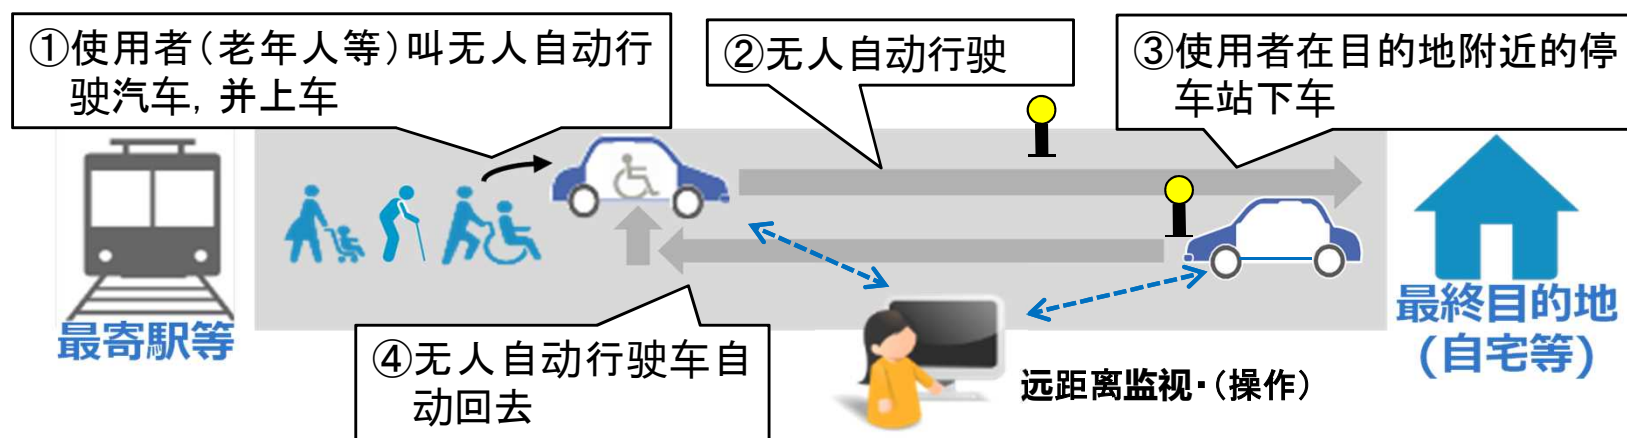 ①使用者（老年人等）叫无人自动行
驶汽车，并上车
②无人自动行驶
③使用者在目的地附近的停
车站下车
最寄駅等
④无人自动行驶车自
动回去
远距离监视・（操作）
最終目的地
(自宅等)